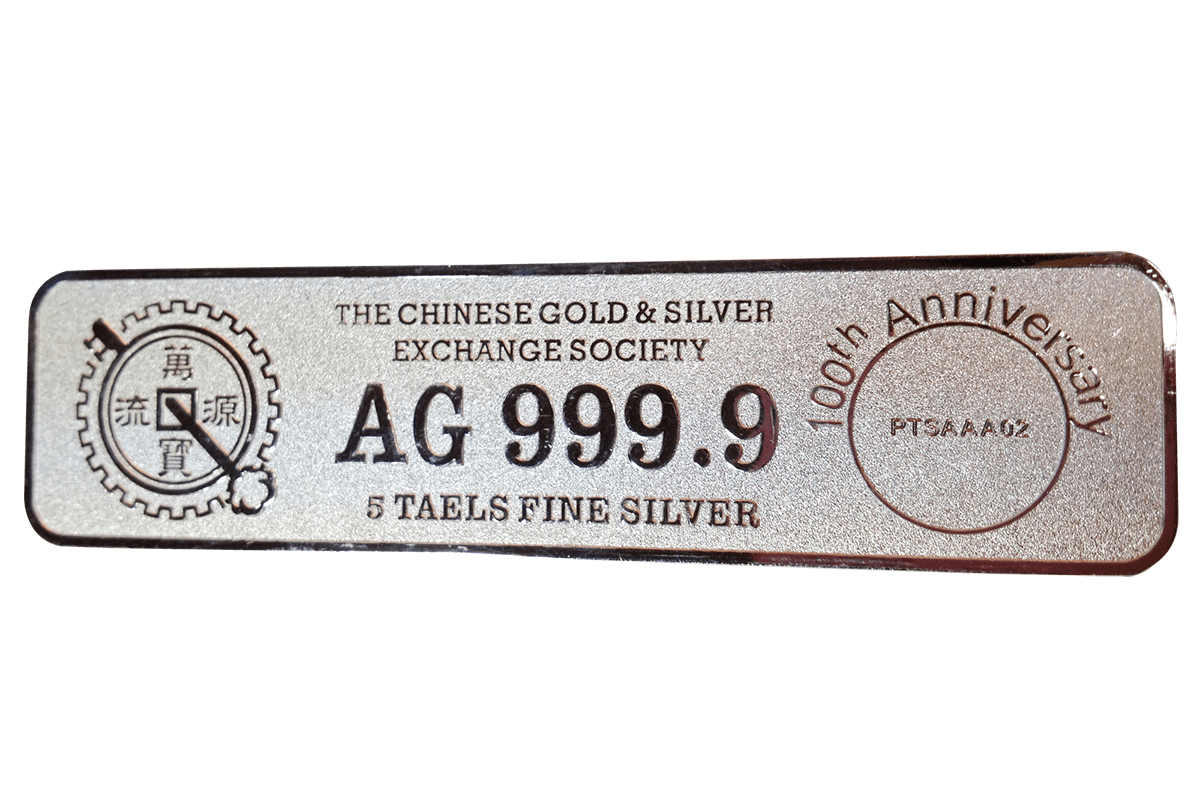 萬
流 源
寶
THE CHINESE GOLD & SILVER
EXCHANGE SOCIETY
AG 999.9
5 TAELS FINE SILVER
100th Anniversary
PTSAAA02